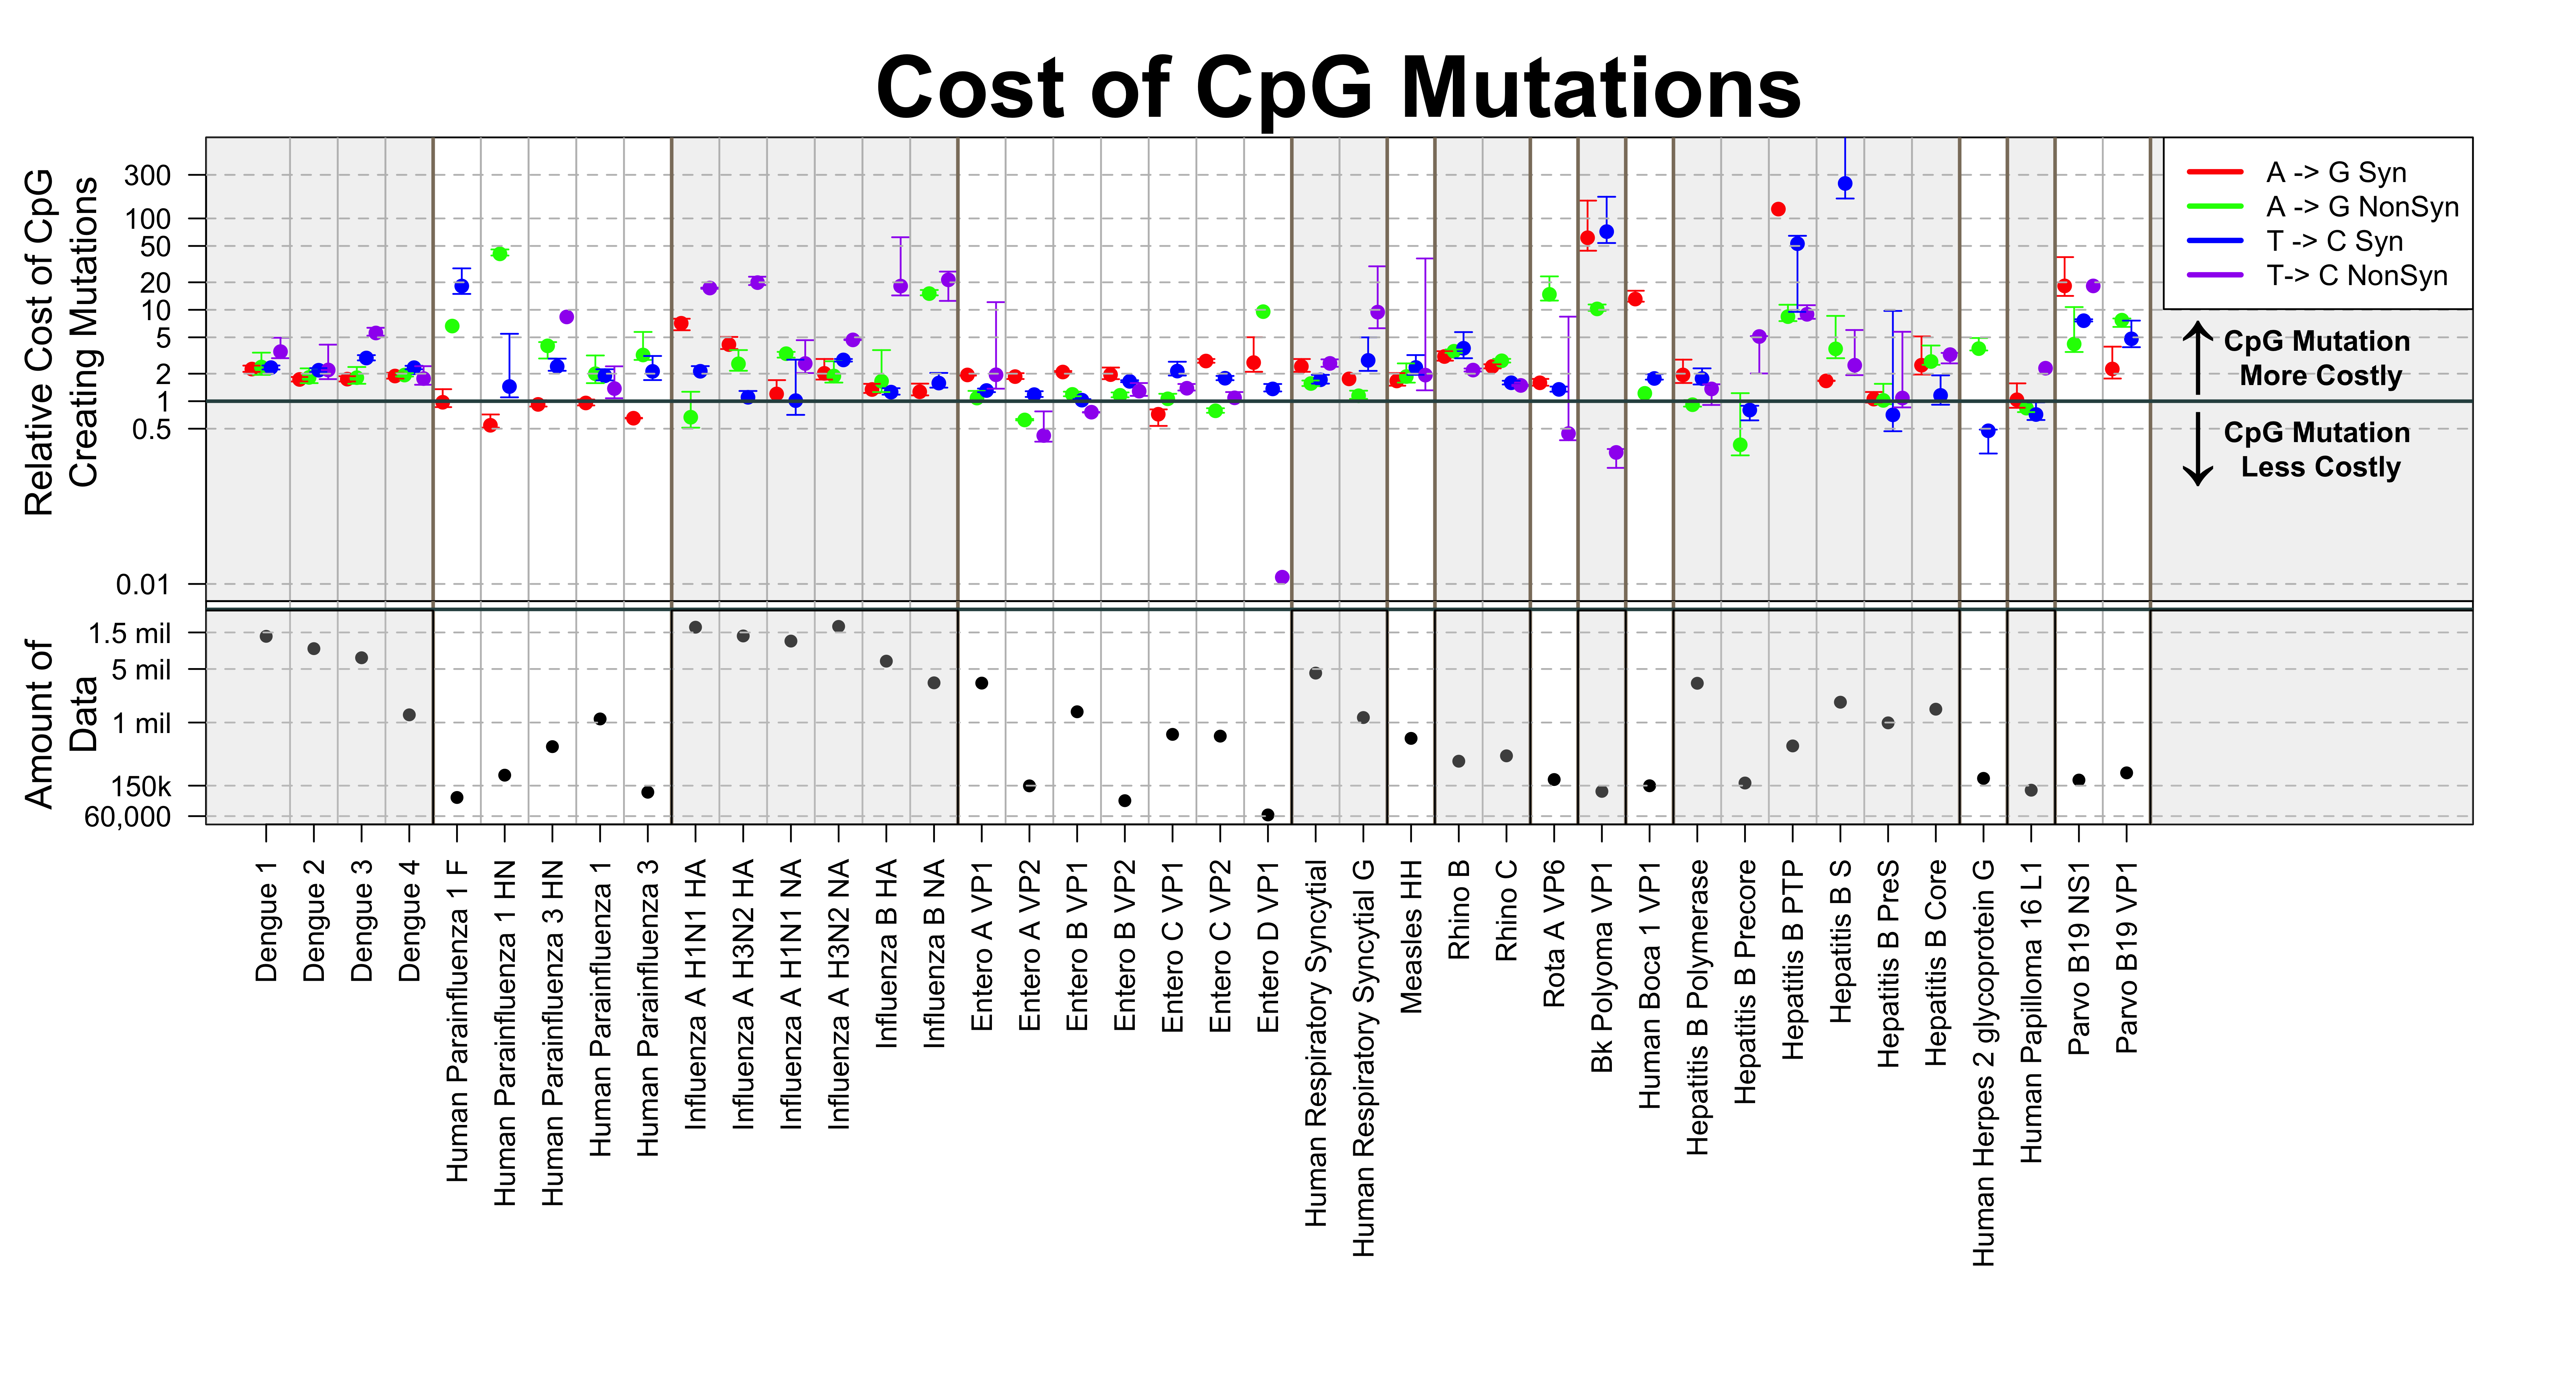 Cost of CpG Mutations
Relative Cost of CpG
Creating Mutations
300
100
50
20
10
5
2
1
0.5
0.01
A -> G Syn
A -> G NonSyn
T -> C Syn
T-> C NonSyn
CpG Mutation
More Costly
CpG Mutation
Less Costly
Amount of
Data
1.5 mil
5 mil
1 mil
150k
60,000
Dengue 1
Dengue 2
Dengue 3
Dengue 4
Human Parainfluenza 1 F
Human Parainfluenza 1 HN
Human Parainfluenza 3 HN
Human Parainfluenza 1
Human Parainfluenza 3
Influenza A H1N1 HA
Influenza A H3N2 HA
Influenza A H1N1 NA
Influenza A H3N2 NA
Influenza B HA
Influenza B NA
Entero A VP1
Entero A VP2
Entero B VP1
Entero B VP2
Entero C VP1
Entero C VP2
Entero D VP1
Human Respiratory Syncytial
Human Respiratory Syncytial G
Measles HH
Rhino B
Rhino C
Rota A VP6
Bk Polyoma VP1
Human Boca 1 VP1
Hepatitis B Polymerase
Hepatitis B Precore
Hepatitis B PTP
Hepatitis B S
Hepatitis B PreS
Hepatitis B Core
Human Herpes 2 glycoprotein G
Human Papilloma 16 L1
Parvo B19 NS1
Parvo B19 VP1